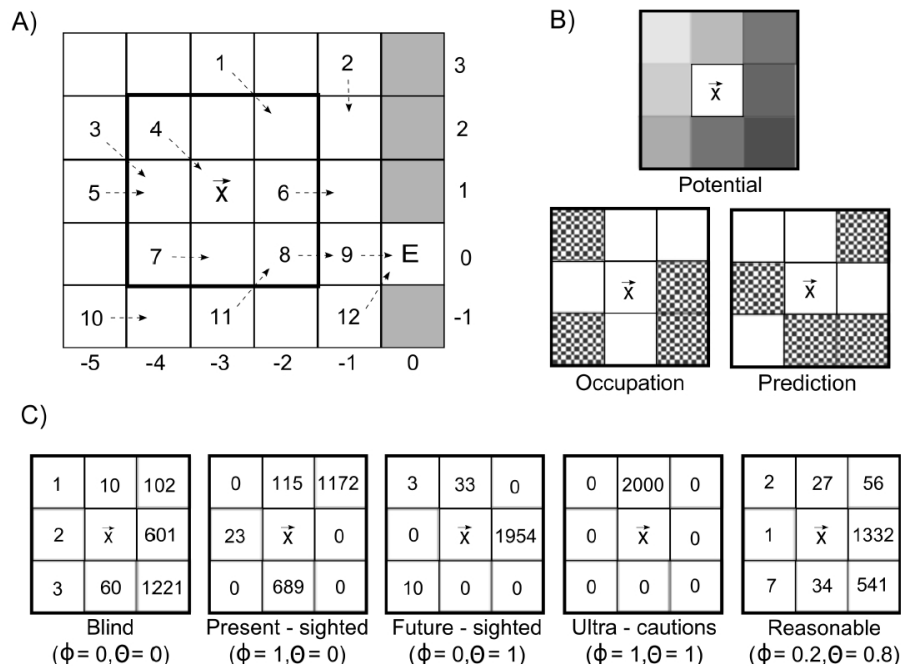 A)
1 2 3
3 4 2
5 x⃗ 6 1
7 8 9 E 0
10 11 12 -1
-5 -4 -3 -2 -1 0
B)
x⃗
Potential
x⃗ x⃗
Occupation Prediction
C)
1 10 102 0 115 1172 3 33 0 0 2000 0 2 27 56
2 x⃗ 601 23 x⃗ 0 0 x⃗ 1954 0 x⃗ 0 1 x⃗ 1332
3 60 1221 0 689 0 10 0 0 0 0 0 7 34 541
Blind Present - sighted Future - sighted Ultra - cautions Reasonable
(Φ = 0,Θ = 0) (Φ = 1,Θ = 0) (Φ = 0,Θ = 1) (Φ = 1,Θ = 1) (Φ = 0.2,Θ = 0.8)